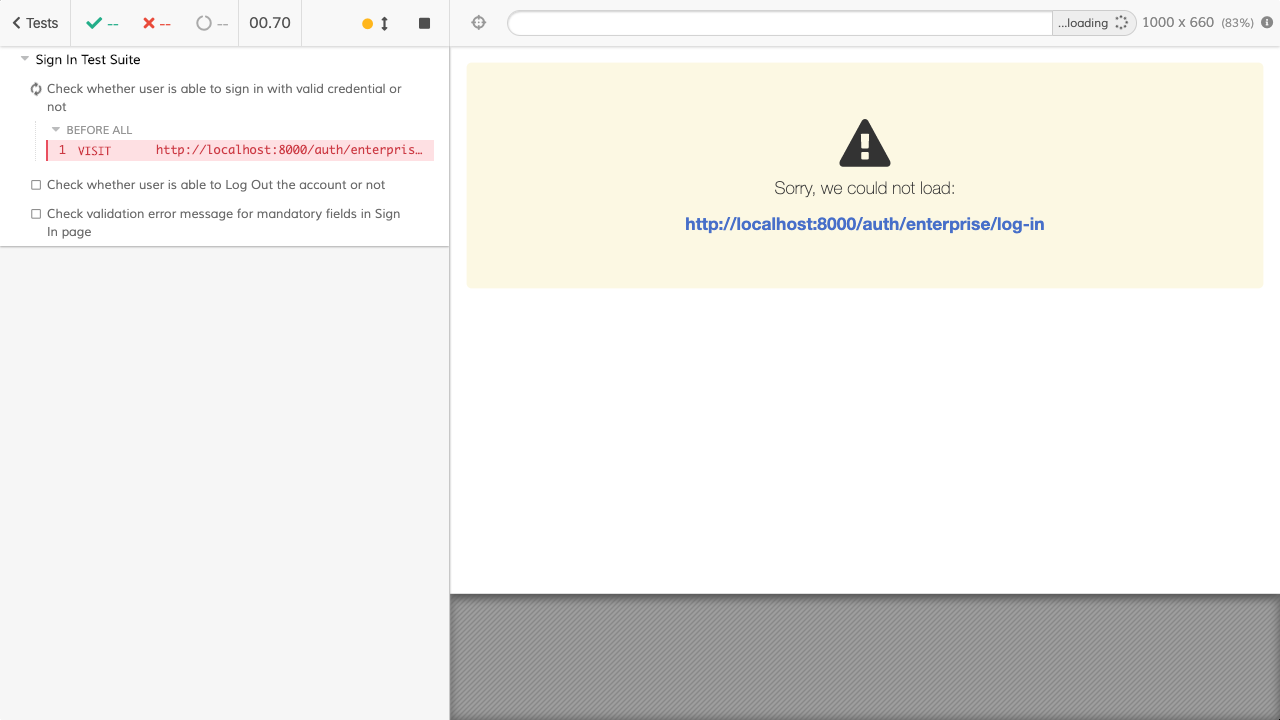 Tests
--
--
--
00.70
...loading
1000 x 660 (83%)
Sign In Test Suite
Check whether user is able to sign in with valid credential or
not
BEFORE ALL
1 VISIT http://localhost:8000/auth/enterpris…
Check whether user is able to Log Out the account or not
Check validation error message for mandatory fields in Sign
In page
Sorry, we could not load:
http://localhost:8000/auth/enterprise/log-in